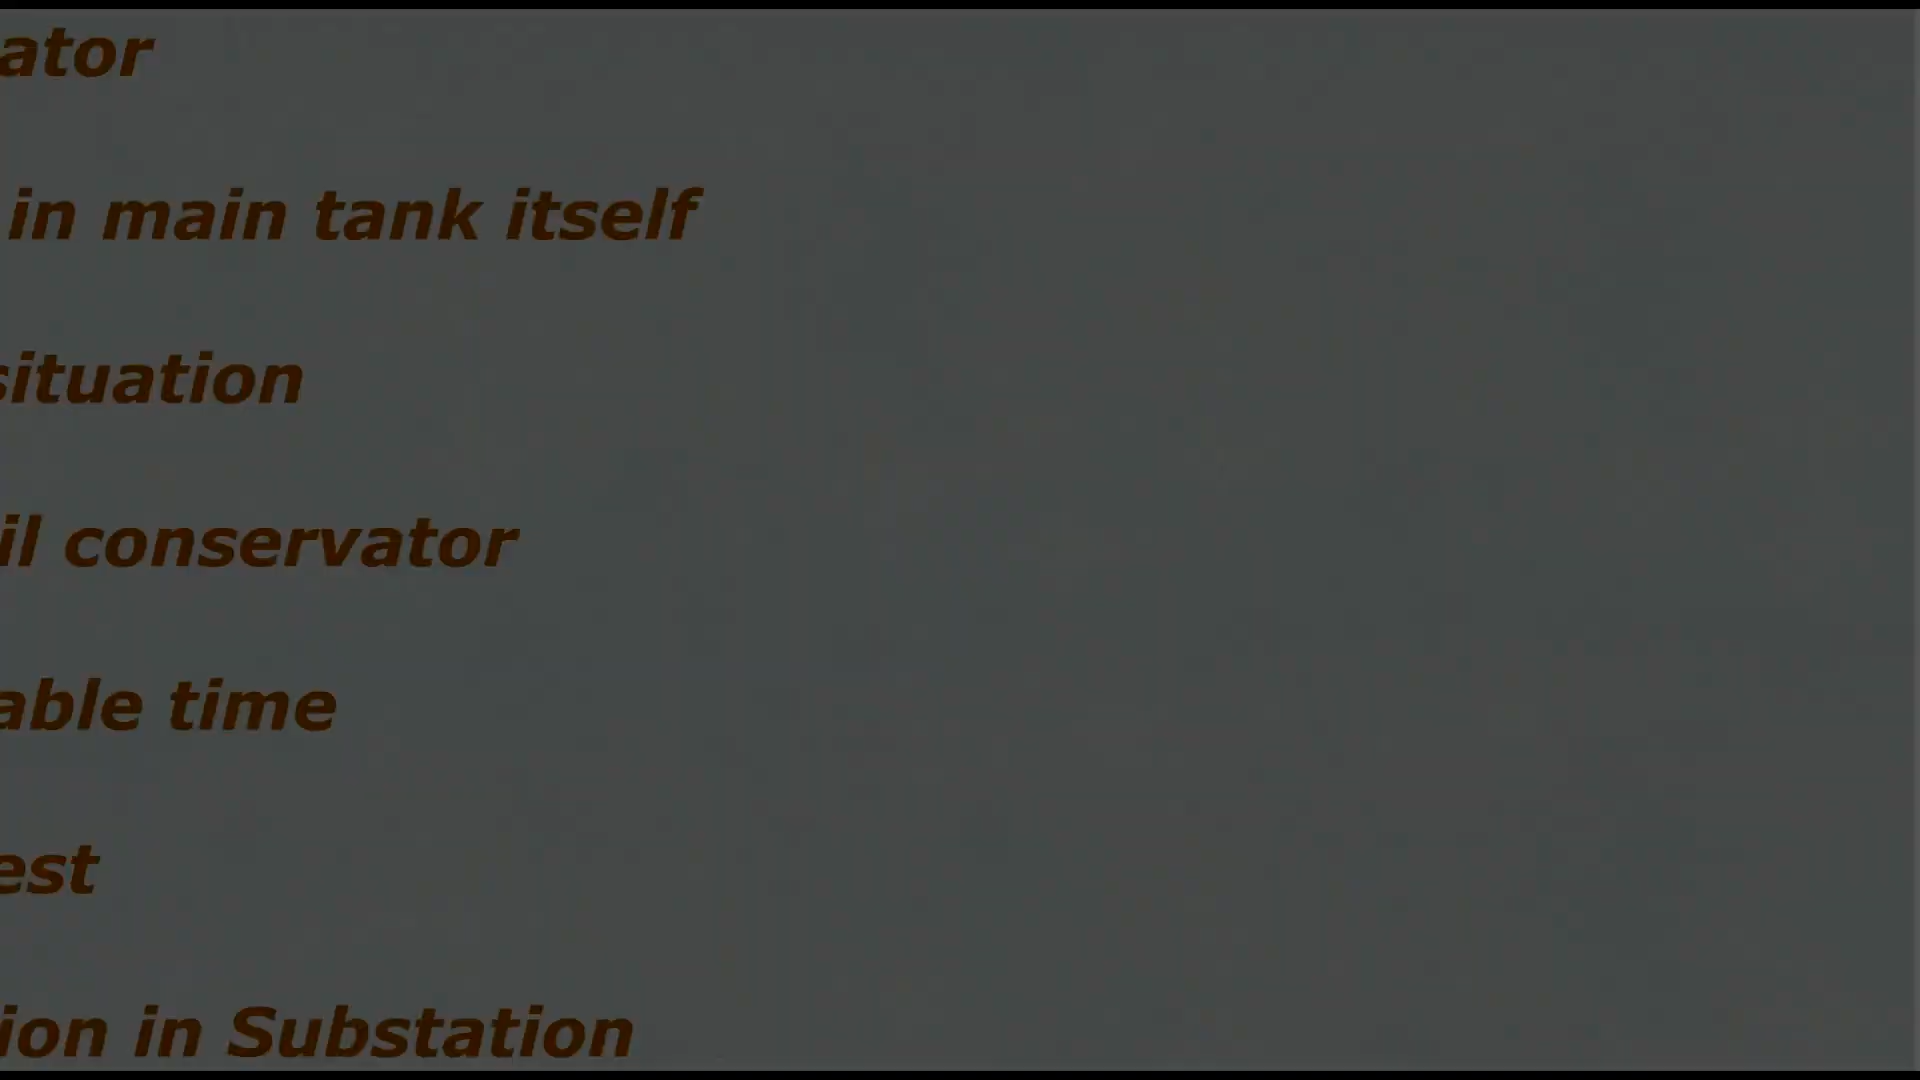 ator
in main tank itself
situation
il conservator
able time
est
ion in Substation